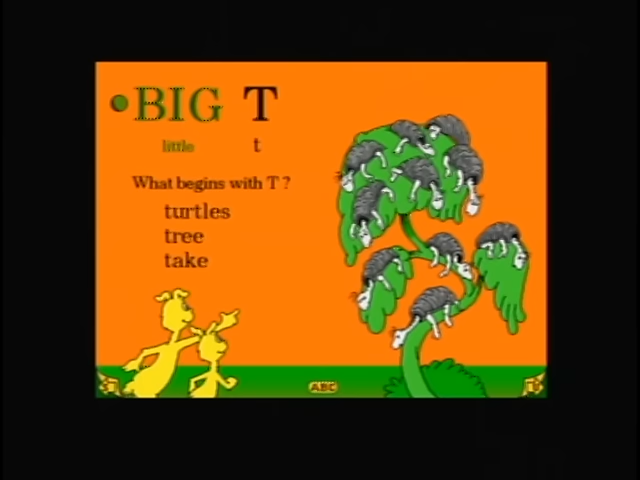 BIG T
little t
What begins with T ?
turtles
tree
take
ABC